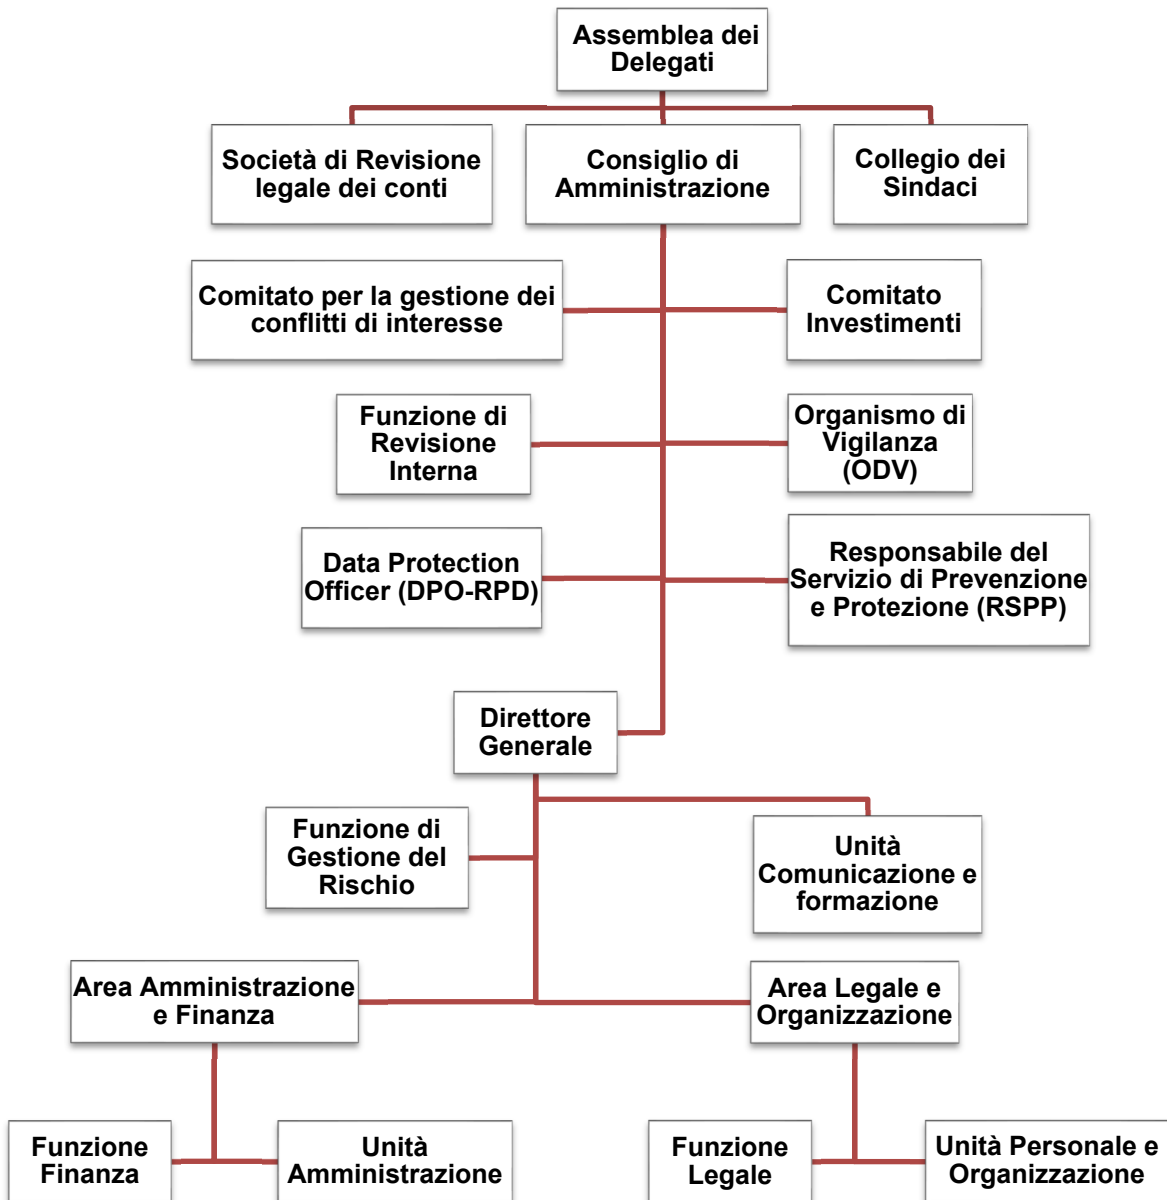 Assemblea dei
Delegati
Società di Revisione
legale dei conti
Consiglio di
Amministrazione
Collegio dei
Sindaci
Comitato per la gestione dei
conflitti di interesse
Comitato
Investimenti
Funzione di
Revisione
Interna
Organismo di
Vigilanza
(ODV)
Data Protection
Officer (DPO-RPD)
Responsabile del
Servizio di Prevenzione
e Protezione (RSPP)
Direttore
Generale
Funzione di
Gestione del
Rischio
Unità
Comunicazione e
formazione
Area Amministrazione
e Finanza
Area Legale e
Organizzazione
Funzione
Finanza
Unità
Amministrazione
Funzione
Legale
Unità Personale e
Organizzazione